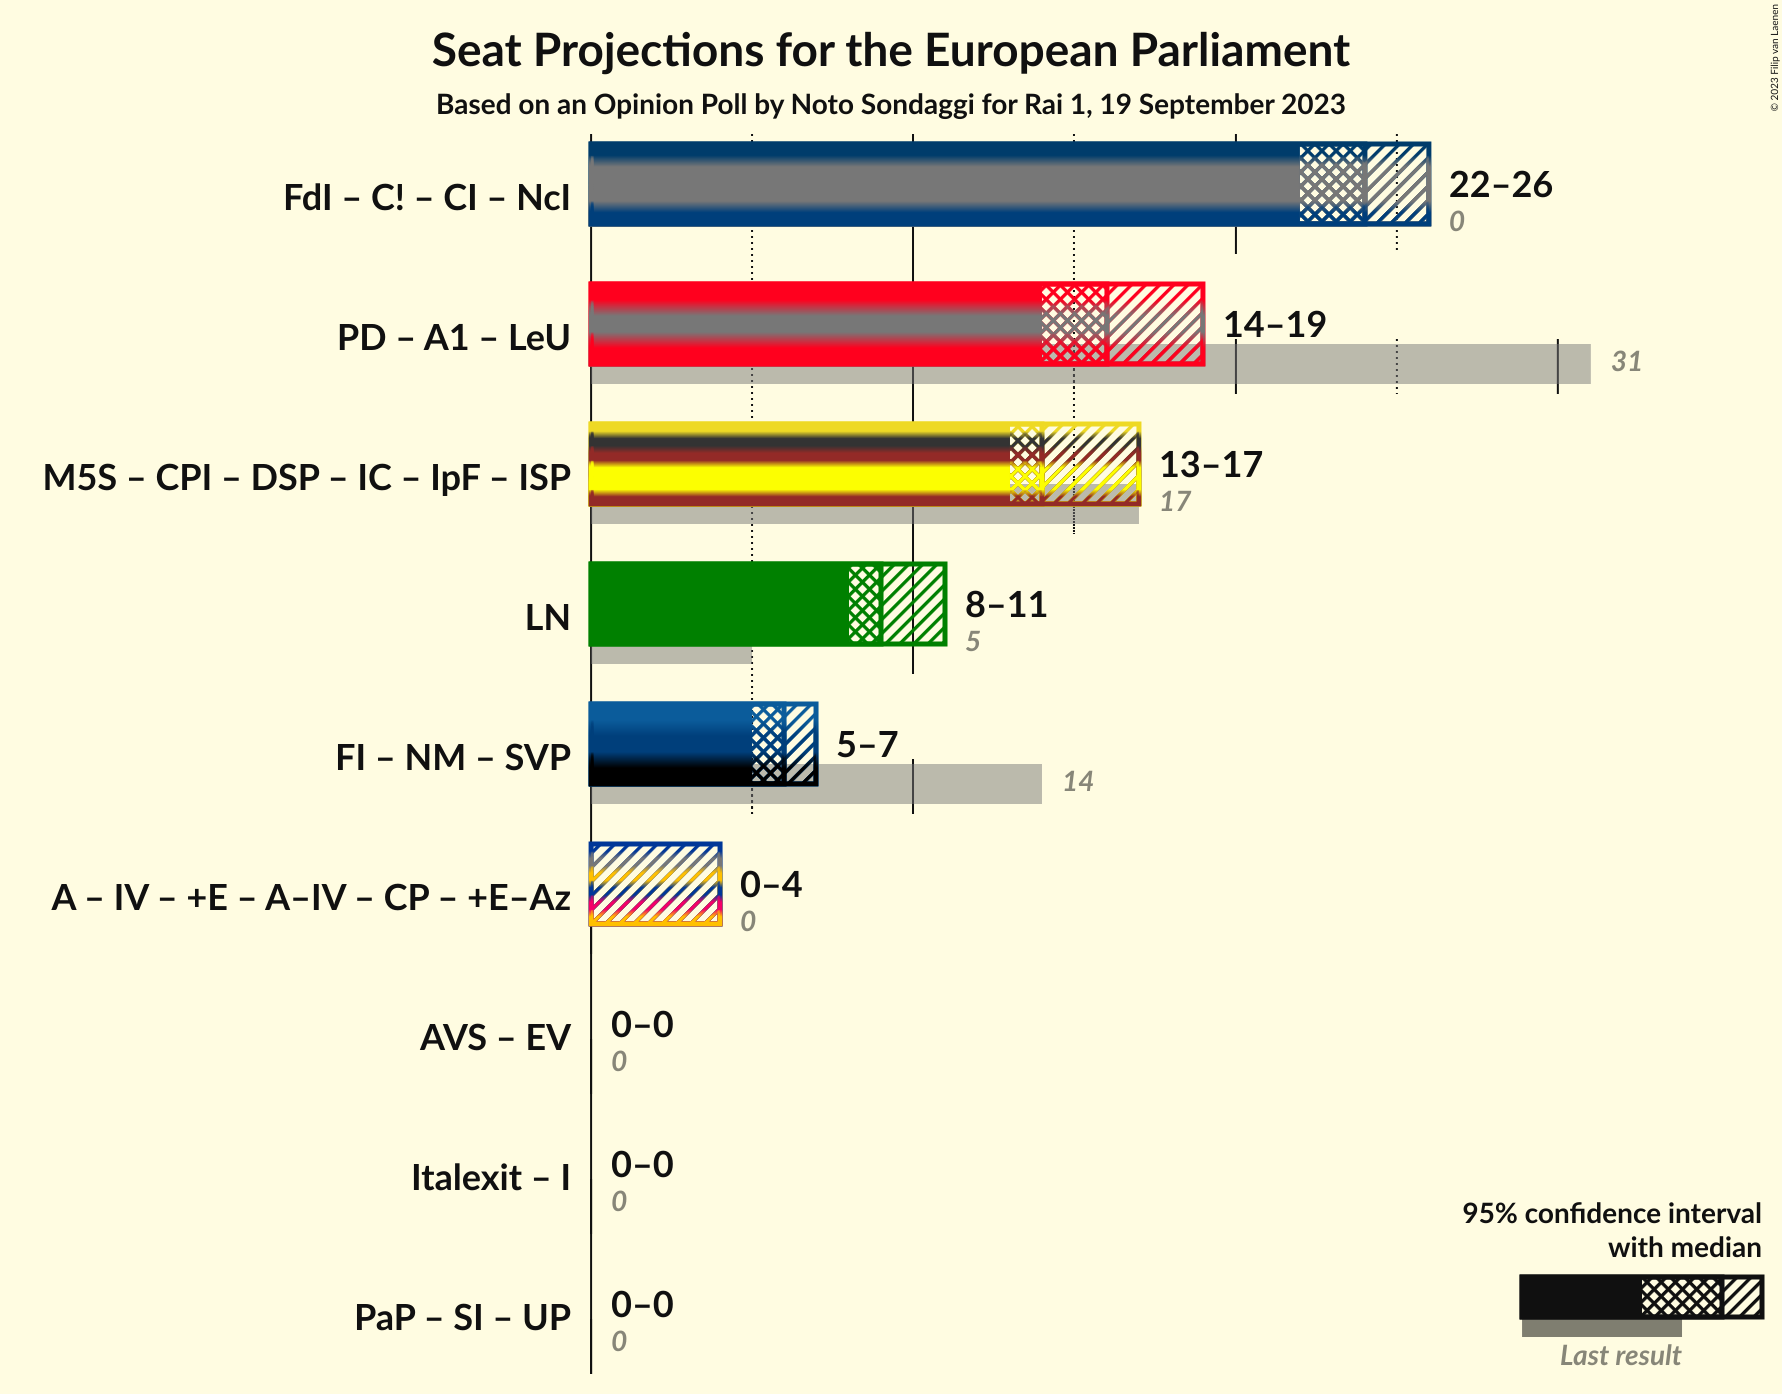 Seat Projections for the European Parliament
Based on an Opinion Poll by Noto Sondaggi for Rai 1, 19 September 2023
© 2023 Filip van Laenen
FdI – C! – CI – NcI
22–26
0
PD – A1 – LeU
14–19
31
M5S – CPI – DSP – IC – IpF – ISP
13–17
17
LN
8–11
5
FI – NM – SVP
5–7
14
A – IV – +E – A–IV – CP – +E–Az
0–4
0
AVS – EV
0–0
0
Italexit – I
0–0
0
PaP – SI – UP
0–0
0
95% confidence interval
with median
Last result